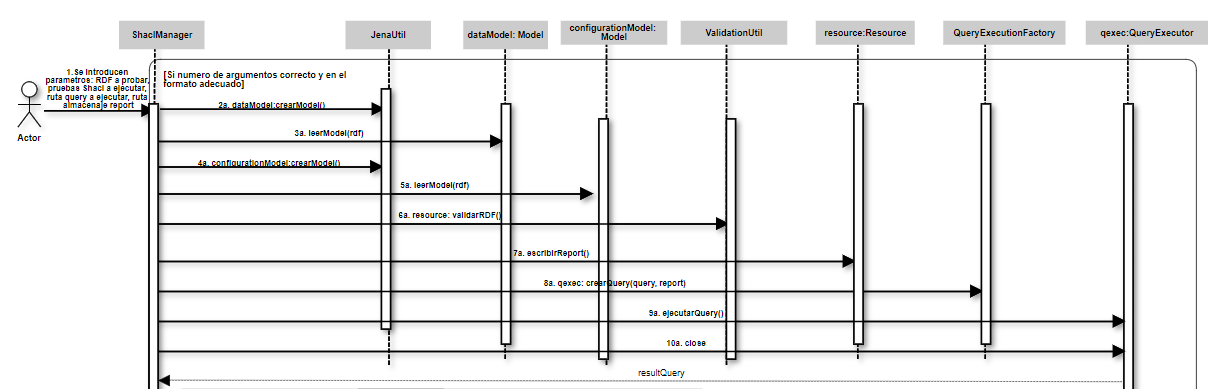 ShaclManager
JenaUtil
dataModel: Model
configurationModel:
Model
ValidationUtil
resource:Resource
QueryExecutionFactory
qexec:QueryExecutor
1.Se introducen
parametros: RDF a probar,
pruebas Shacl a ejecutar,
ruta query a ejecutar, ruta
almacenaje report
Actor
[Si numero de argumentos correcto y en el
formato adecuado]
2a. dataModel:crearModel()
3a. leerModel(rdf)
4a. configurationModel:crearModel()
5a. leerModel(rdf)
6a. resource: validarRDF()
7a. escribirReport()
8a. qexec: crearQuery(query, report)
9a. ejecutarQuery()
10a. close
resultQuery